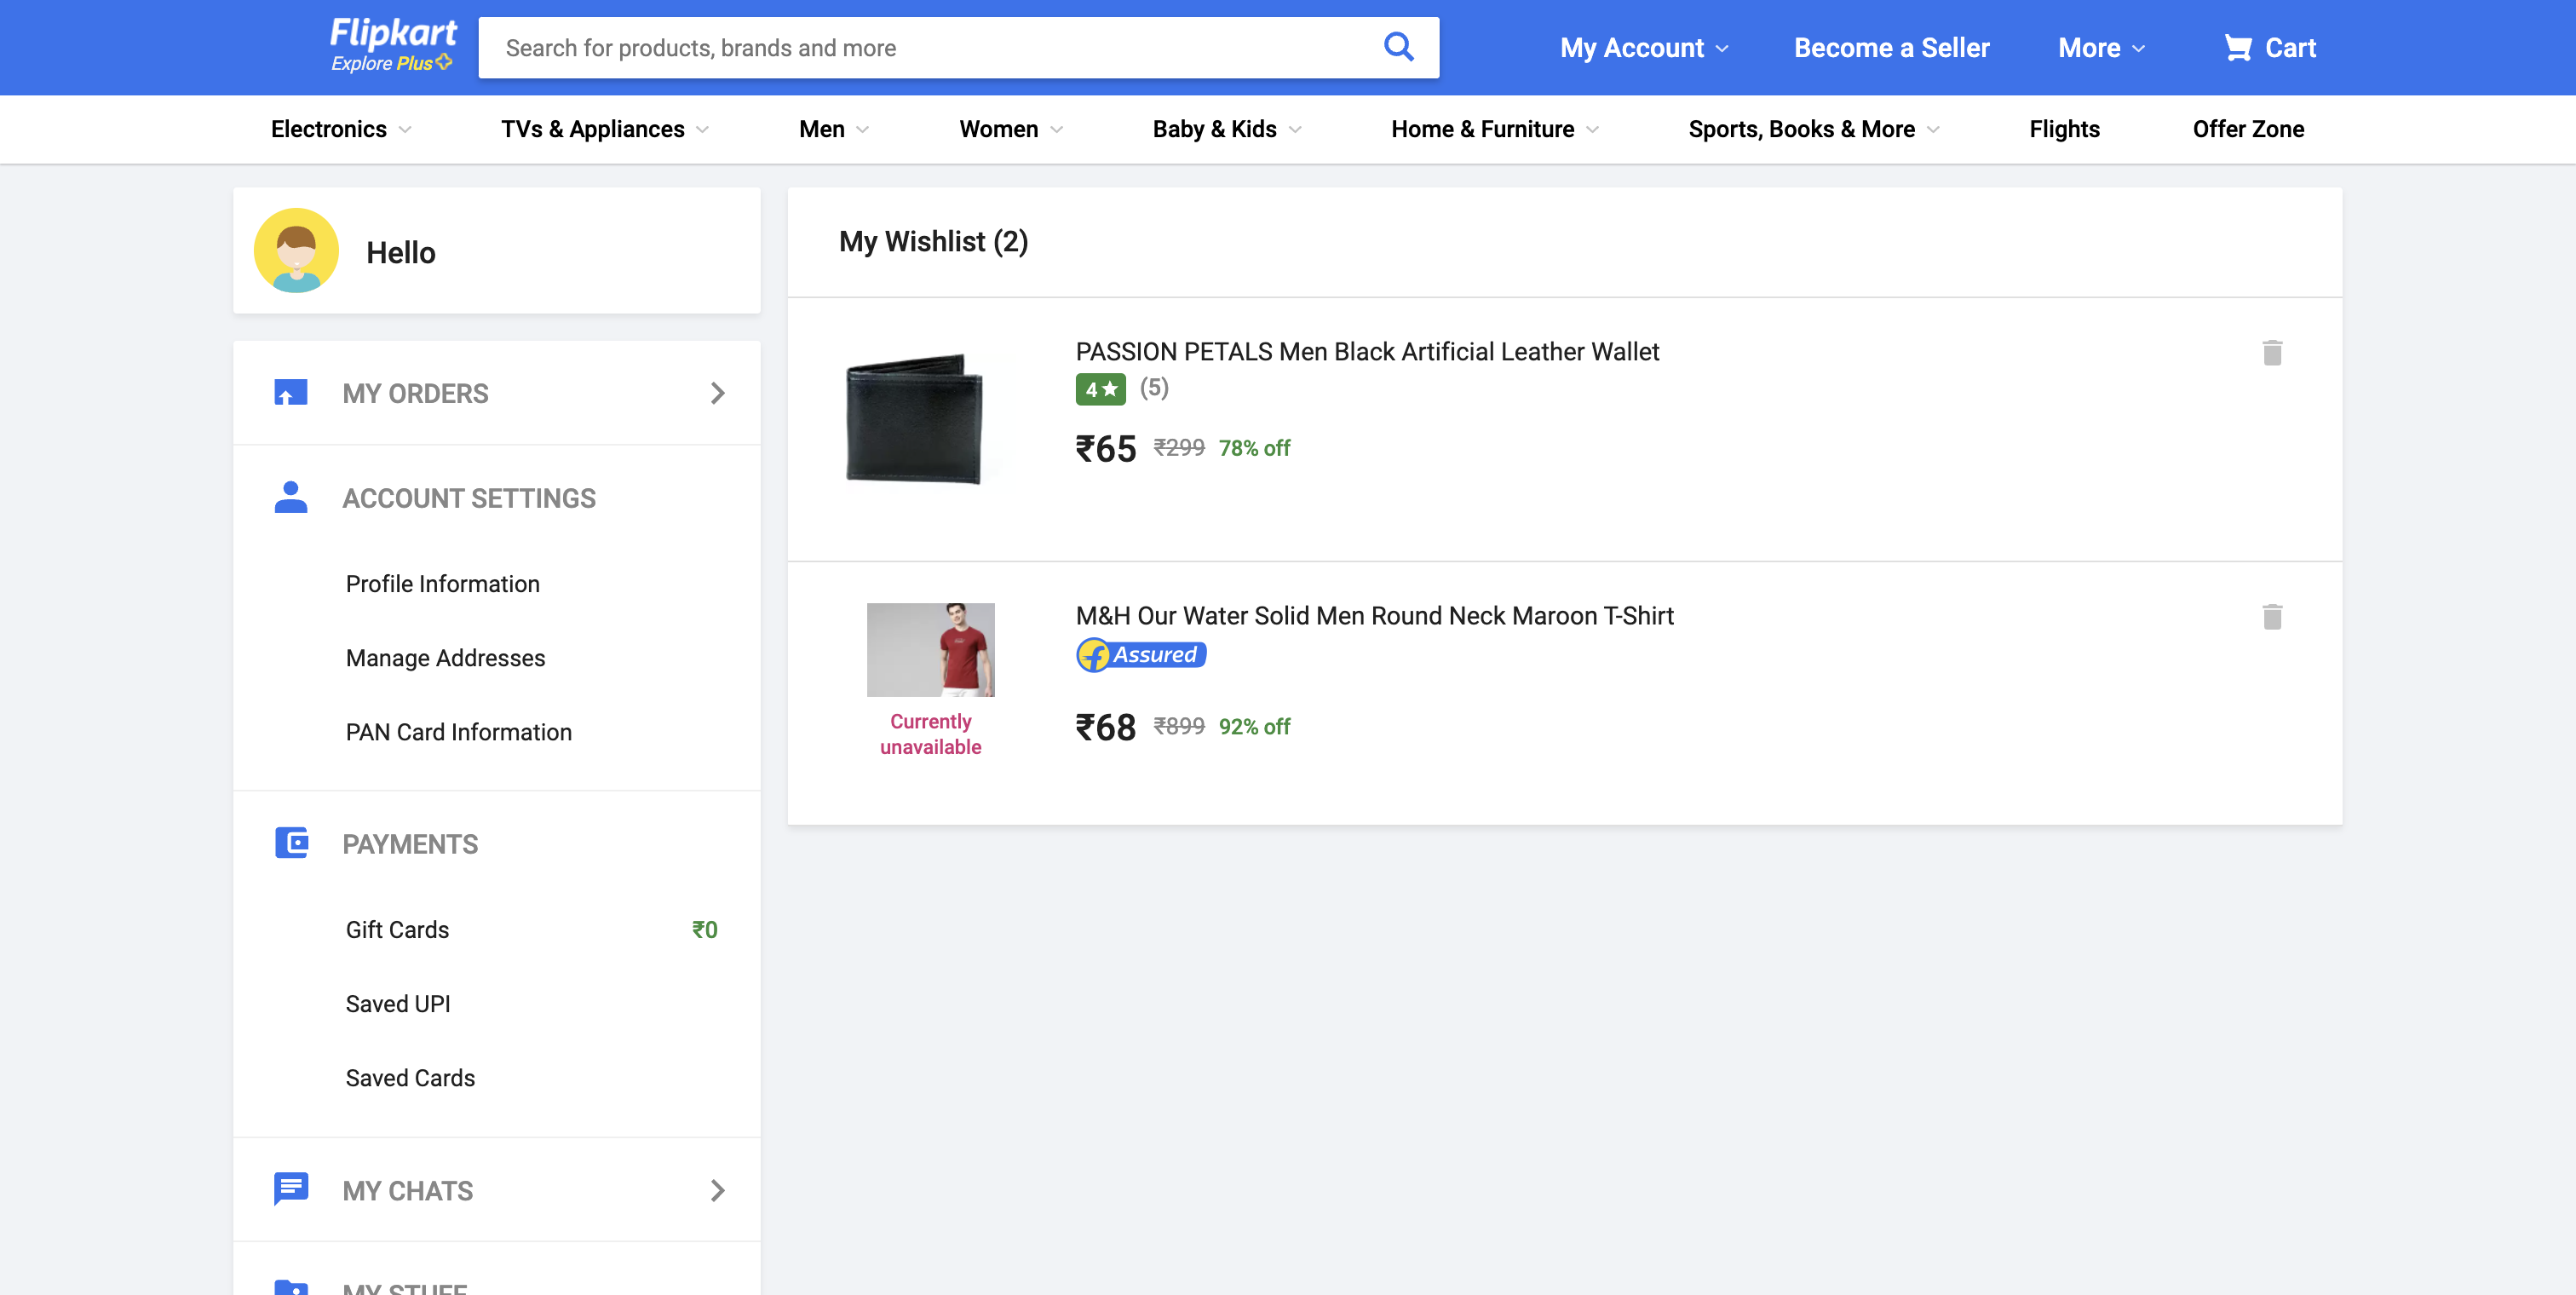 Flipkart
Explore Plus
Search for products, brands and more
My Account
Become a Seller
More
Cart
Electronics
TVs & Appliances
Men
Women
Baby & Kids
Home & Furniture
Sports, Books & More
Flights
Offer Zone
Hello
MY ORDERS
ACCOUNT SETTINGS
Profile Information
Manage Addresses
PAN Card Information
PAYMENTS
Gift Cards ₹0
Saved UPI
Saved Cards
MY CHATS
MY STUFF
My Wishlist (2)
PASSION PETALS Men Black Artificial Leather Wallet
4★ (5)
₹65 ₹299 78% off
M&H Our Water Solid Men Round Neck Maroon T-Shirt
Assured
₹68 ₹899 92% off
Currently
unavailable